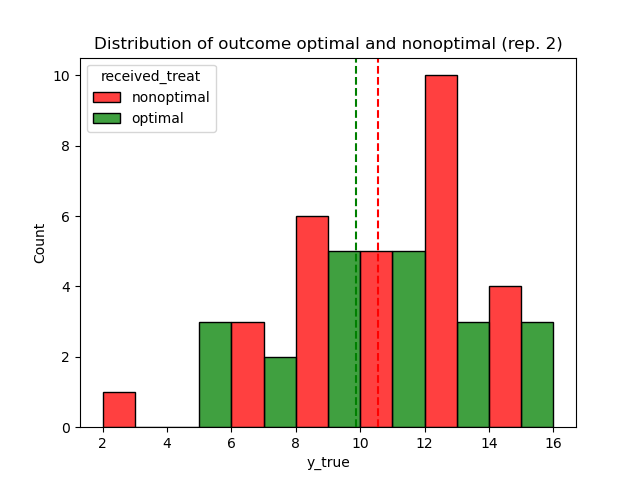 Distribution of outcome optimal and nonoptimal (rep. 2)
received_treat
nonoptimal
optimal
10
8
6
4
2
0
Count
2 4 6 8 10 12 14 16
y_true